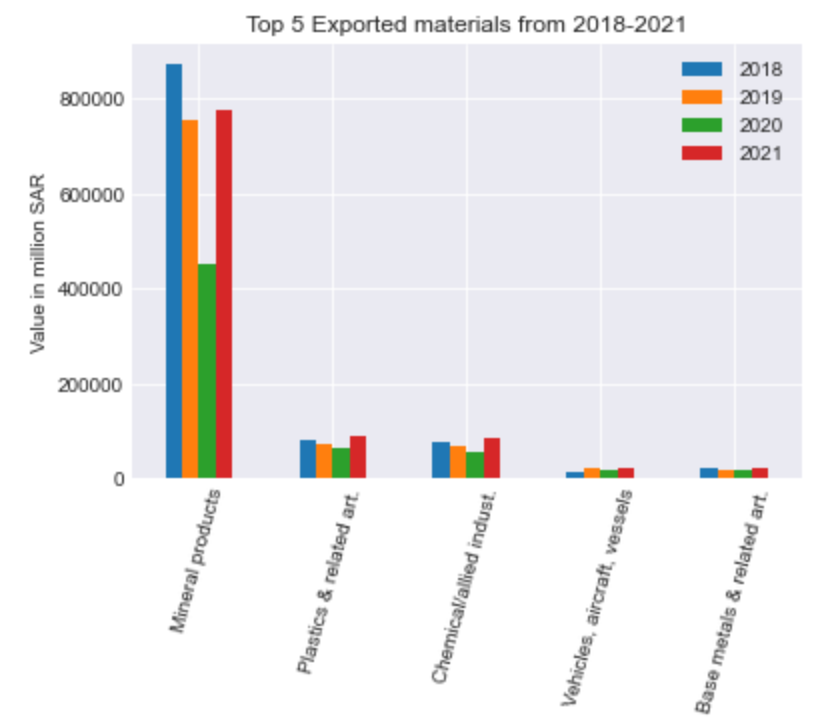 Top 5 Exported materials from 2018-2021
2018
2019
2020
2021
Value in million SAR
800000
600000
400000
200000
0
Mineral products
Plastics & related art.
Chemical/allied indust.
Vehicles, aircraft, vessels
Base metals & related art.